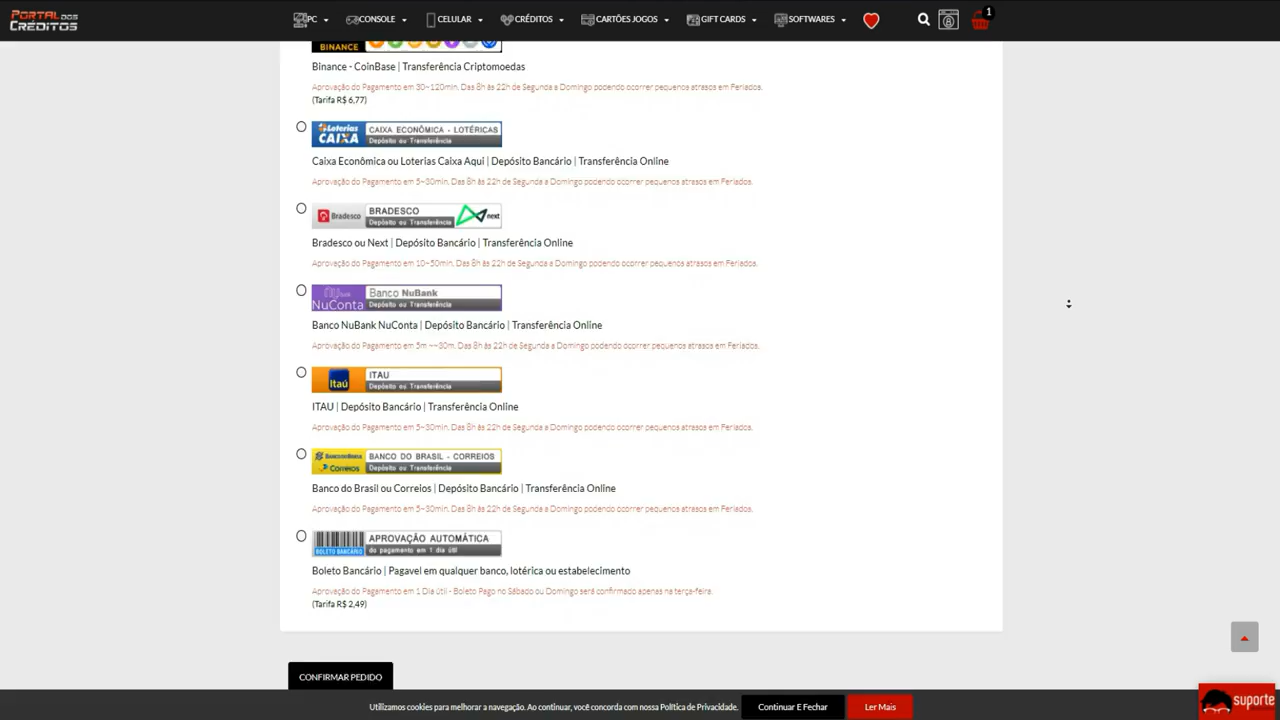 PORTAL DOS CRÉDITOS
PC CONSOLE CELULAR CRÉDITOS CARTÕES JOGOS GIFT CARDS SOFTWARES 1
BINANCE
Binance - CoinBase | Transferência Criptomoedas
Aprovação do Pagamento em 30~120min. Das 8h às 22h de Segunda a Domingo podendo ocorrer pequenos atrasos em Feriados.
(Tarifa R$ 6,77)
Loterias CAIXA
CAIXA ECONÔMICA - LOTÉRICAS
Depósito ou Transferência
Caixa Econômica ou Loterias Caixa Aqui | Depósito Bancário | Transferência Online
Aprovação do Pagamento em 5~30min. Das 8h às 22h de Segunda a Domingo podendo ocorrer pequenos atrasos em Feriados.
Bradesco
BRADESCO
Depósito ou Transferência
next
Bradesco ou Next | Depósito Bancário | Transferência Online
Aprovação do Pagamento em 10~50min. Das 8h às 22h de Segunda a Domingo podendo ocorrer pequenos atrasos em Feriados.
NuConta
Banco NuBank
Depósito ou Transferência
Banco NuBank NuConta | Depósito Bancário | Transferência Online
Aprovação do Pagamento em 5m ~~30m. Das 8h às 22h de Segunda a Domingo podendo ocorrer pequenos atrasos em Feriados.
Itaú
ITAU
Depósito ou Transferência
ITAU | Depósito Bancário | Transferência Online
Aprovação do Pagamento em 5~30min. Das 8h às 22h de Segunda a Domingo podendo ocorrer pequenos atrasos em Feriados.
BANCO DO BRASIL
Correios
BANCO DO BRASIL - CORREIOS
Depósito ou Transferência
Banco do Brasil ou Correios | Depósito Bancário | Transferência Online
Aprovação do Pagamento em 5~30min. Das 8h às 22h de Segunda a Domingo podendo ocorrer pequenos atrasos em Feriados.
BOLETO BANCÁRIO
APROVAÇÃO AUTOMÁTICA
do pagamento em 1 dia útil
Boleto Bancário | Pagavel em qualquer banco, lotérica ou estabelecimento
Aprovação do Pagamento em 1 Dia útil - Boleto Pago no Sábado ou Domingo será confirmado apenas na terça-feira.
(Tarifa R$ 2,49)
CONFIRMAR PEDIDO
Utilizamos cookies para melhorar a navegação. Ao continuar, você concorda com nossa Política de Privacidade. Continuar E Fechar Ler Mais
suporte